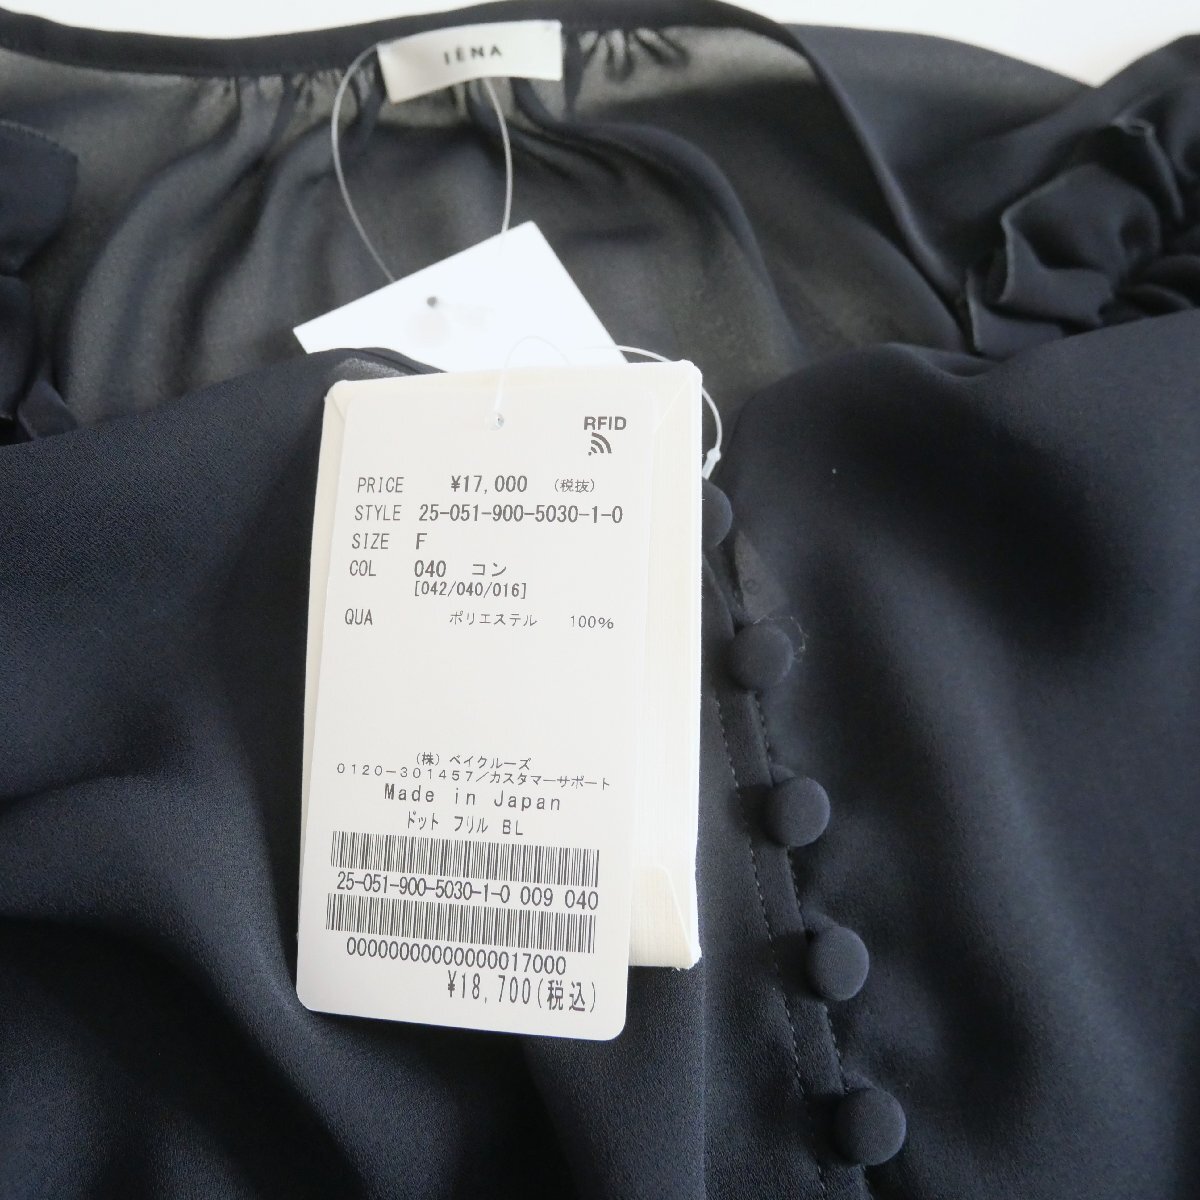 IÉNA
RFID
PRICE ¥17,000 (税抜)
STYLE 25-051-900-5030-1-0
SIZE F
COL 040 コン
[042/040/016]
QUA ポリエステル 100%
(株) ベイクルーズ
0120-301457/カスタマーサポート
Made in Japan
ドット フリル BL
25-051-900-5030-1-0 009 040
00000000000000017000
¥18,700(税込)